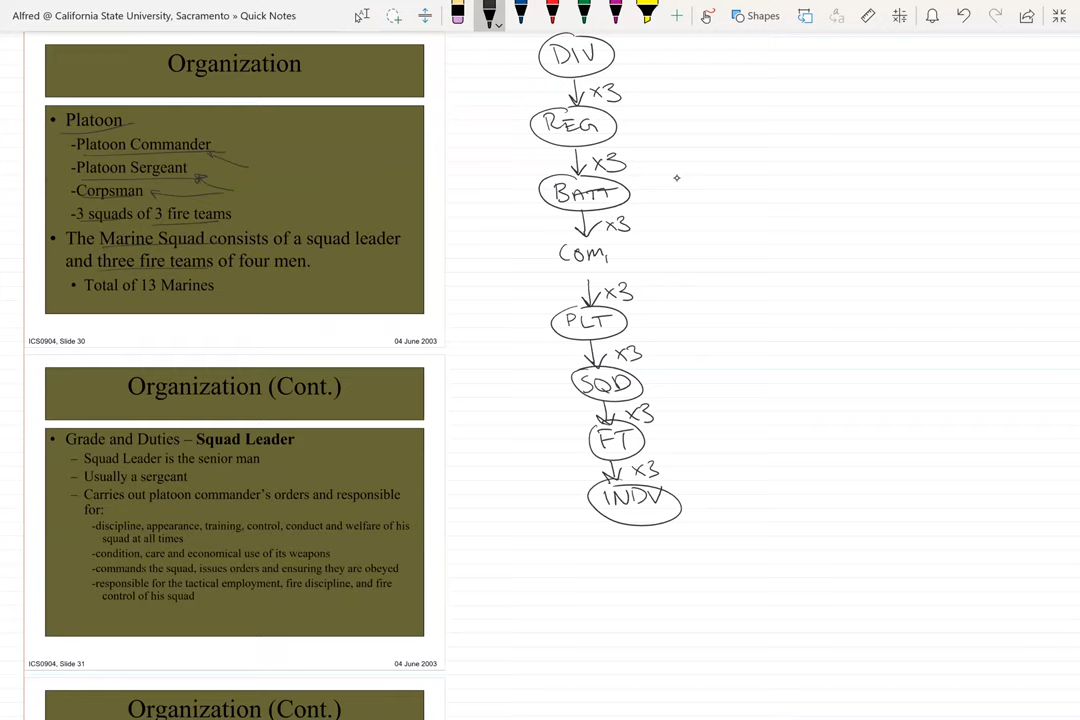 Alfred @ California State University, Sacramento » Quick Notes
Shapes
Organization
• Platoon
-Platoon Commander
-Platoon Sergeant
-Corpsman
-3 squads of 3 fire teams
• The Marine Squad consists of a squad leader
and three fire teams of four men.
• Total of 13 Marines
ICS0904, Slide 30
04 June 2003
Organization (Cont.)
• Grade and Duties – Squad Leader
– Squad Leader is the senior man
– Usually a sergeant
– Carries out platoon commander's orders and responsible
for:
-discipline, appearance, training, control, conduct and welfare of his
squad at all times
-condition, care and economical use of its weapons
-commands the squad, issues orders and ensuring they are obeyed
-responsible for the tactical employment, fire discipline, and fire
control of his squad
ICS0904, Slide 31
04 June 2003
Organization (Cont.)
DIV
x3
REG
x3
BATT
x3
COM
x3
PLT
x3
SQD
x3
FT
x3
INDV